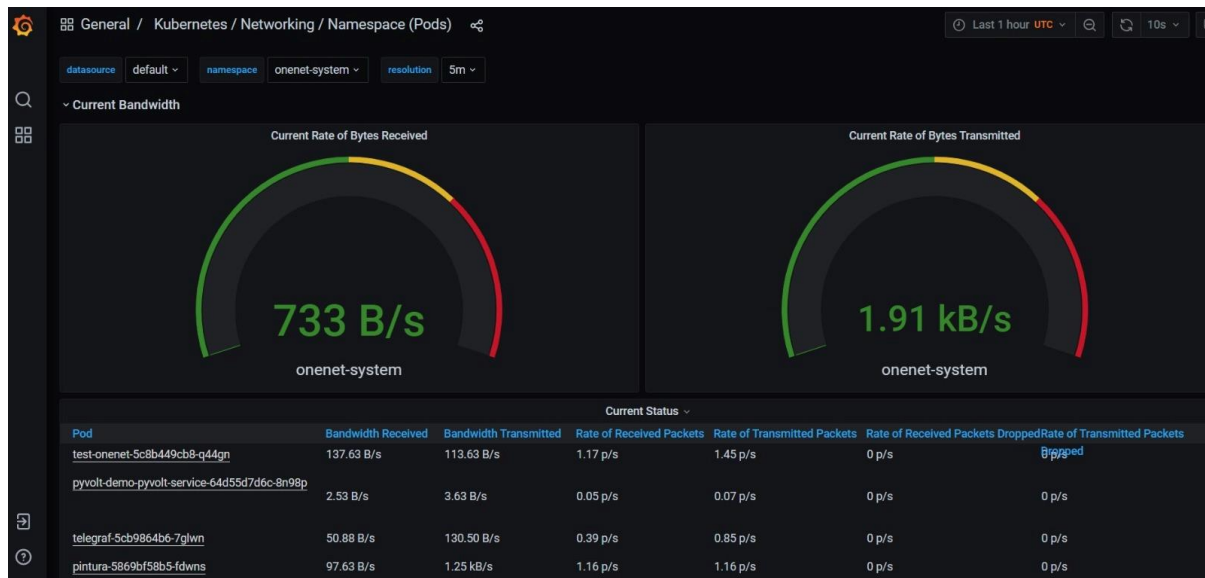 General / Kubernetes / Networking / Namespace (Pods)
Last 1 hour UTC
10s
datasource default namespace onenet-system resolution 5m
Current Bandwidth
Current Rate of Bytes Received
733 B/s
onenet-system
Current Rate of Bytes Transmitted
1.91 kB/s
onenet-system
Current Status
Pod Bandwidth Received Bandwidth Transmitted Rate of Received Packets Rate of Transmitted Packets Rate of Received Packets Dropped Rate of Transmitted Packets Dropped
test-onenet-5c8b449cb8-q44gn 137.63 B/s 113.63 B/s 1.17 p/s 1.45 p/s 0 p/s 0 p/s
pyvolt-demo-pyvolt-service-64d55d7d6c-8n98p 2.53 B/s 3.63 B/s 0.05 p/s 0.07 p/s 0 p/s 0 p/s
telegraf-5cb9864b6-7glwn 50.88 B/s 130.50 B/s 0.39 p/s 0.85 p/s 0 p/s 0 p/s
pintura-5869bf58b5-fdwns 97.63 B/s 1.25 kB/s 1.16 p/s 1.16 p/s 0 p/s 0 p/s